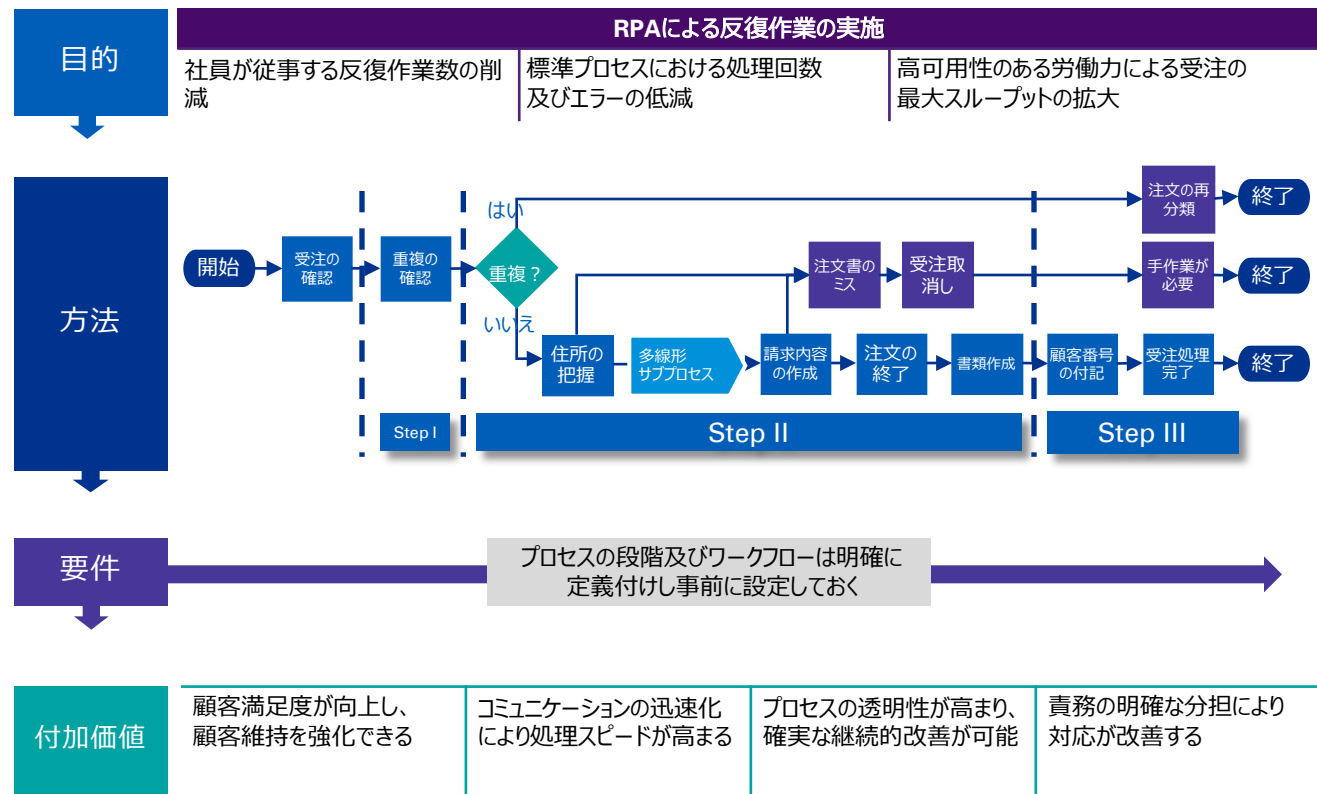 目的
RPAによる反復作業の実施
社員が従事する反復作業数の削
減
標準プロセスにおける処理回数
及びエラーの低減
高可用性のある労働力による受注の
最大スループットの拡大
方法
開始
受注の
確認
重複の
確認
重複？
はい
いいえ
注文の再
分類
終了
注文書の
ミス
受注取
消し
手作業が
必要
終了
住所の
把握
多線形
サブプロセス
請求内容
の作成
注文の
終了
書類作成
顧客番号
の付記
受注処理
完了
終了
Step I
Step II
Step III
要件
プロセスの段階及びワークフローは明確に
定義付けし事前に設定しておく
付加価値
顧客満足度が向上し、
顧客維持を強化できる
コミュニケーションの迅速化
により処理スピードが高まる
プロセスの透明性が高まり、
確実な継続的改善が可能
責務の明確な分担により
対応が改善する